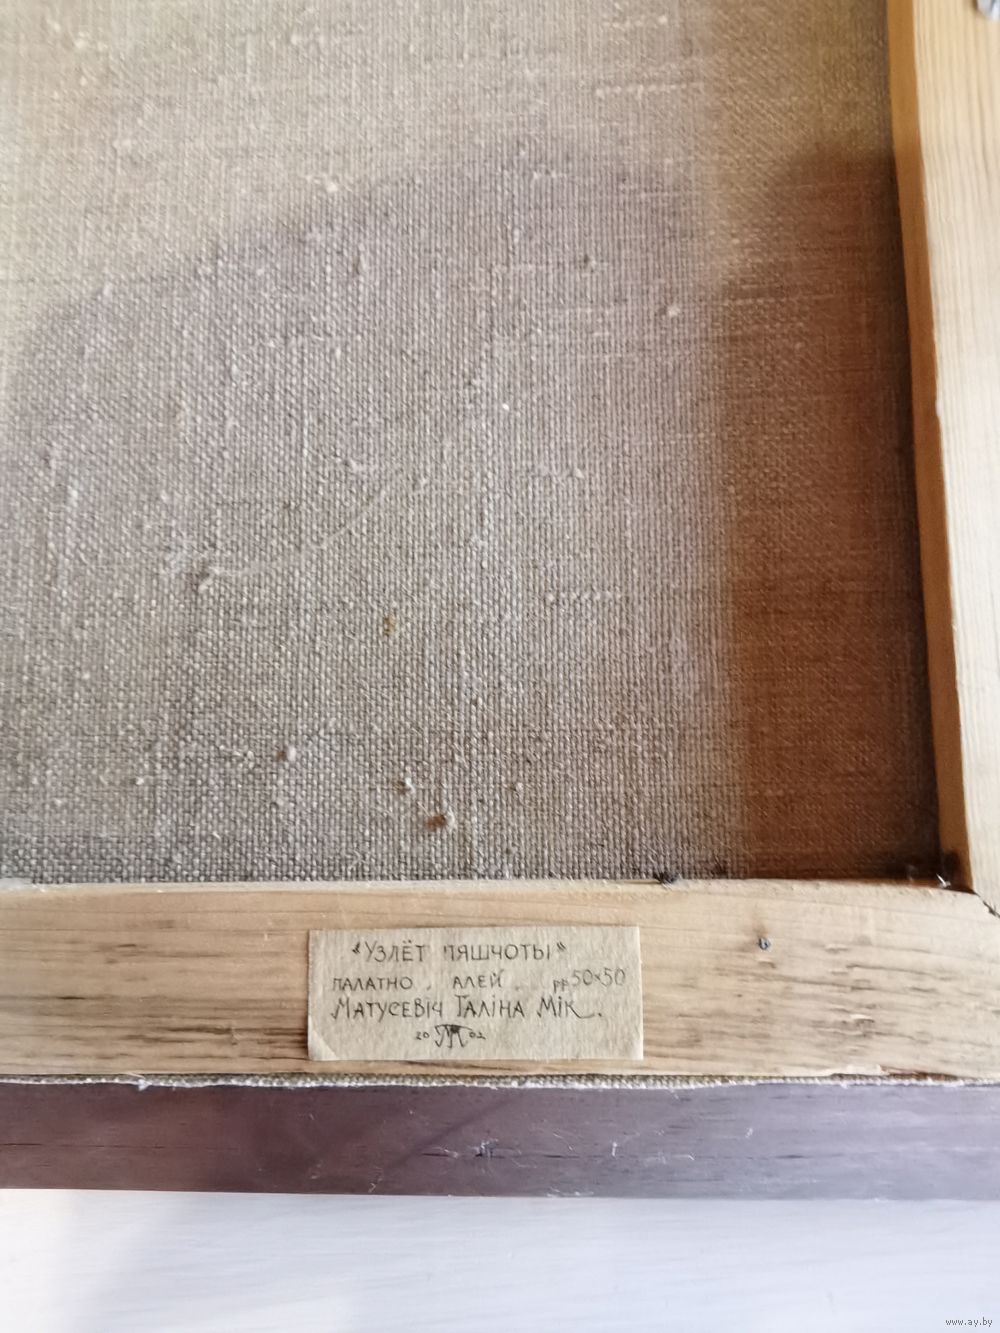 "Узлёт пяшчоты"
палатно, алей. рр 50×50
Матусевіч Галіна Мік.
20 02
www.ay.by